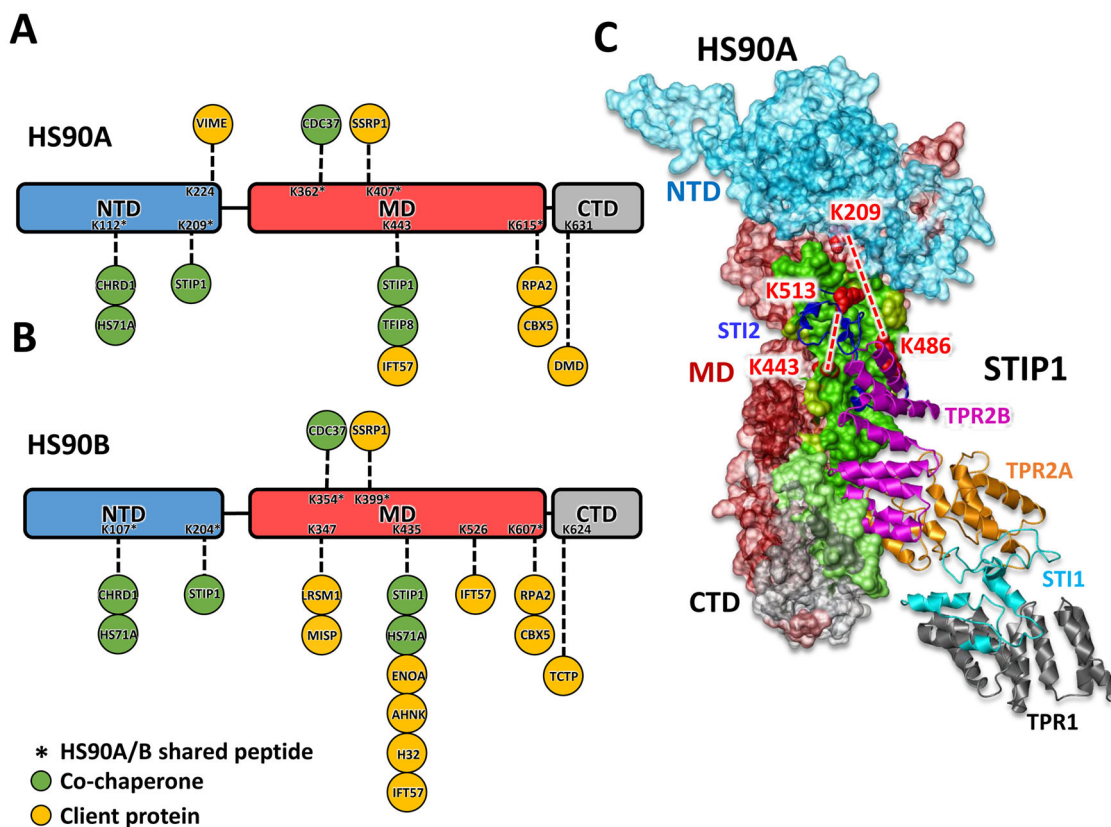 A
HS90A
VIME
CDC37
SSRP1
K224
K362*
K407*
NTD
MD
CTD
K112*
K209*
K443
K615*
K631
CHRD1
HS71A
STIP1
STIP1
TFIP8
IFT57
RPA2
CBX5
DMD
B
HS90B
CDC37
SSRP1
K354*
K399*
NTD
MD
CTD
K107*
K204*
K347
K435
K526
K607*
K624
CHRD1
HS71A
STIP1
LRSM1
MISP
STIP1
HS71A
ENOA
AHNK
H32
IFT57
IFT57
RPA2
CBX5
TCTP
* HS90A/B shared peptide
Co-chaperone
Client protein
C
HS90A
NTD
K209
K513
STI2
K486
MD
K443
STIP1
TPR2B
TPR2A
STI1
CTD
TPR1